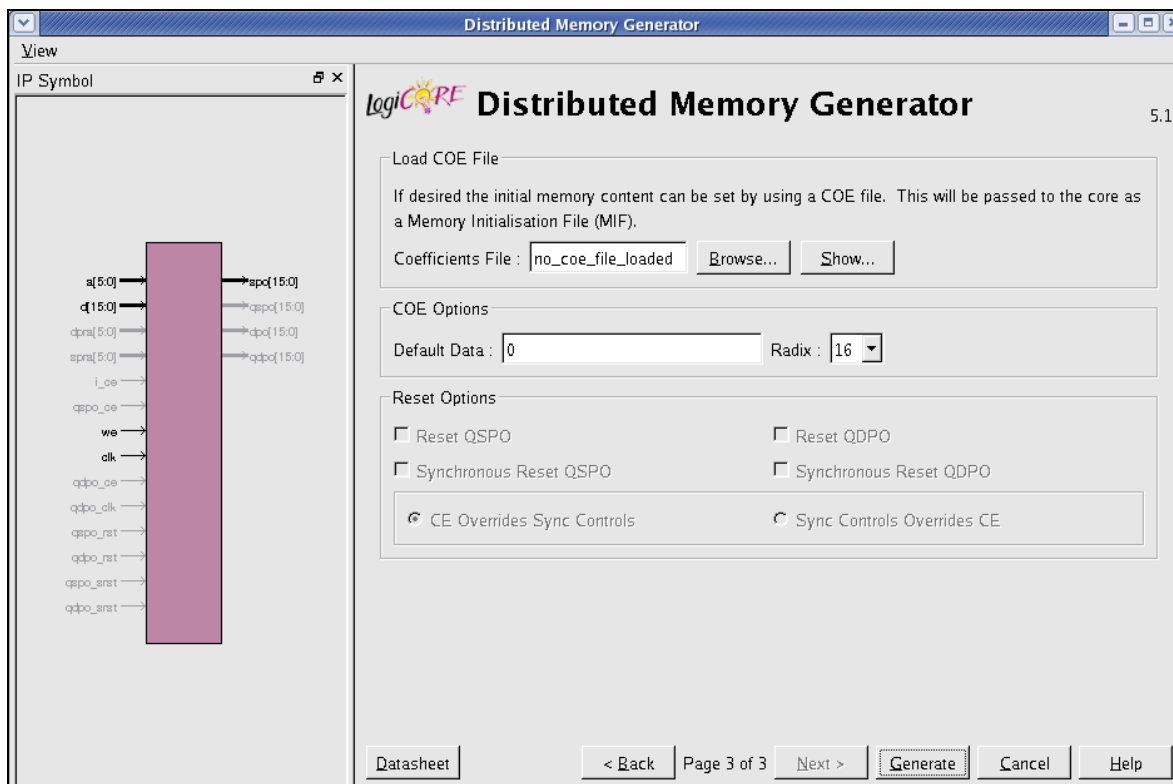 Distributed Memory Generator
View
IP Symbol
a[5:0]
d[15:0]
dpra[5:0]
spra[5:0]
i_ce
qspo_ce
we
clk
qdpo_ce
qdpo_clk
qspo_rst
qdpo_rst
qspo_srst
qdpo_srst
spo[15:0]
qspo[15:0]
dpo[15:0]
qdpo[15:0]
LogiCORE Distributed Memory Generator 5.1
Load COE File
If desired the initial memory content can be set by using a COE file. This will be passed to the core as
a Memory Initialisation File (MIF).
Coefficients File : no_coe_file_loaded Browse... Show...
COE Options
Default Data : 0 Radix : 16
Reset Options
Reset QSPO Reset QDPO
Synchronous Reset QSPO Synchronous Reset QDPO
CE Overrides Sync Controls Sync Controls Overrides CE
Datasheet < Back Page 3 of 3 Next > Generate Cancel Help